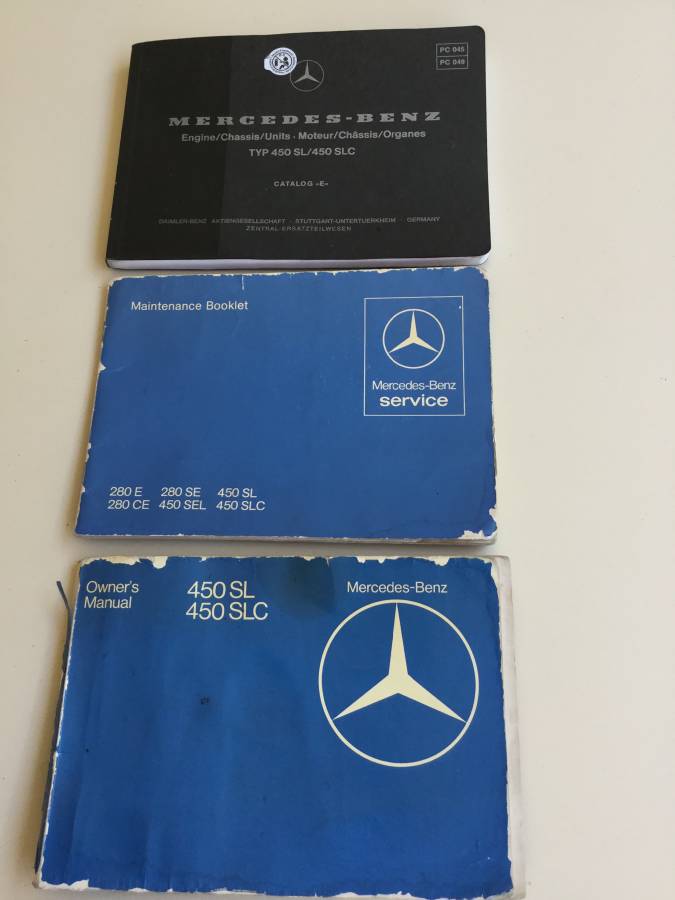 PC 045
PC 049
MERCEDES-BENZ
Engine/Chassis/Units · Moteur/Châssis/Organes
TYP 450 SL/450 SLC
CATALOG »E«
DAIMLER-BENZ AKTIENGESELLSCHAFT · STUTTGART-UNTERTUERKHEIM · GERMANY
ZENTRAL-ERSATZTEILWESEN
Maintenance Booklet
Mercedes-Benz
service
280 E 280 SE 450 SL
280 CE 450 SEL 450 SLC
Owner's
Manual
450 SL
450 SLC
Mercedes-Benz